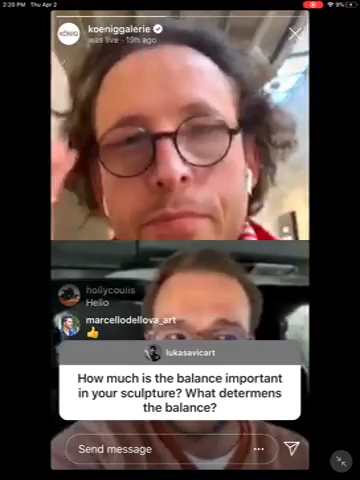 2:20 PM Thu Apr 2
9%
KÖNIG
koeniggalerie
was live · 19h ago
hollycoulis
Hello
marcellodellova_art
👍
lukasavicart
How much is the balance important
in your sculpture? What determens
the balance?
Send message